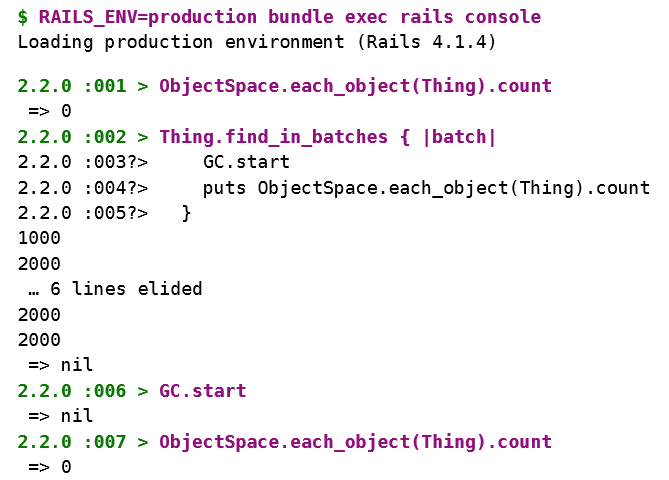 $ RAILS_ENV=production bundle exec rails console
Loading production environment (Rails 4.1.4)
2.2.0 :001 > ObjectSpace.each_object(Thing).count
 => 0
2.2.0 :002 > Thing.find_in_batches { |batch|
2.2.0 :003?>     GC.start
2.2.0 :004?>     puts ObjectSpace.each_object(Thing).count
2.2.0 :005?>   }
1000
2000
 … 6 lines elided
2000
2000
 => nil
2.2.0 :006 > GC.start
 => nil
2.2.0 :007 > ObjectSpace.each_object(Thing).count
 => 0